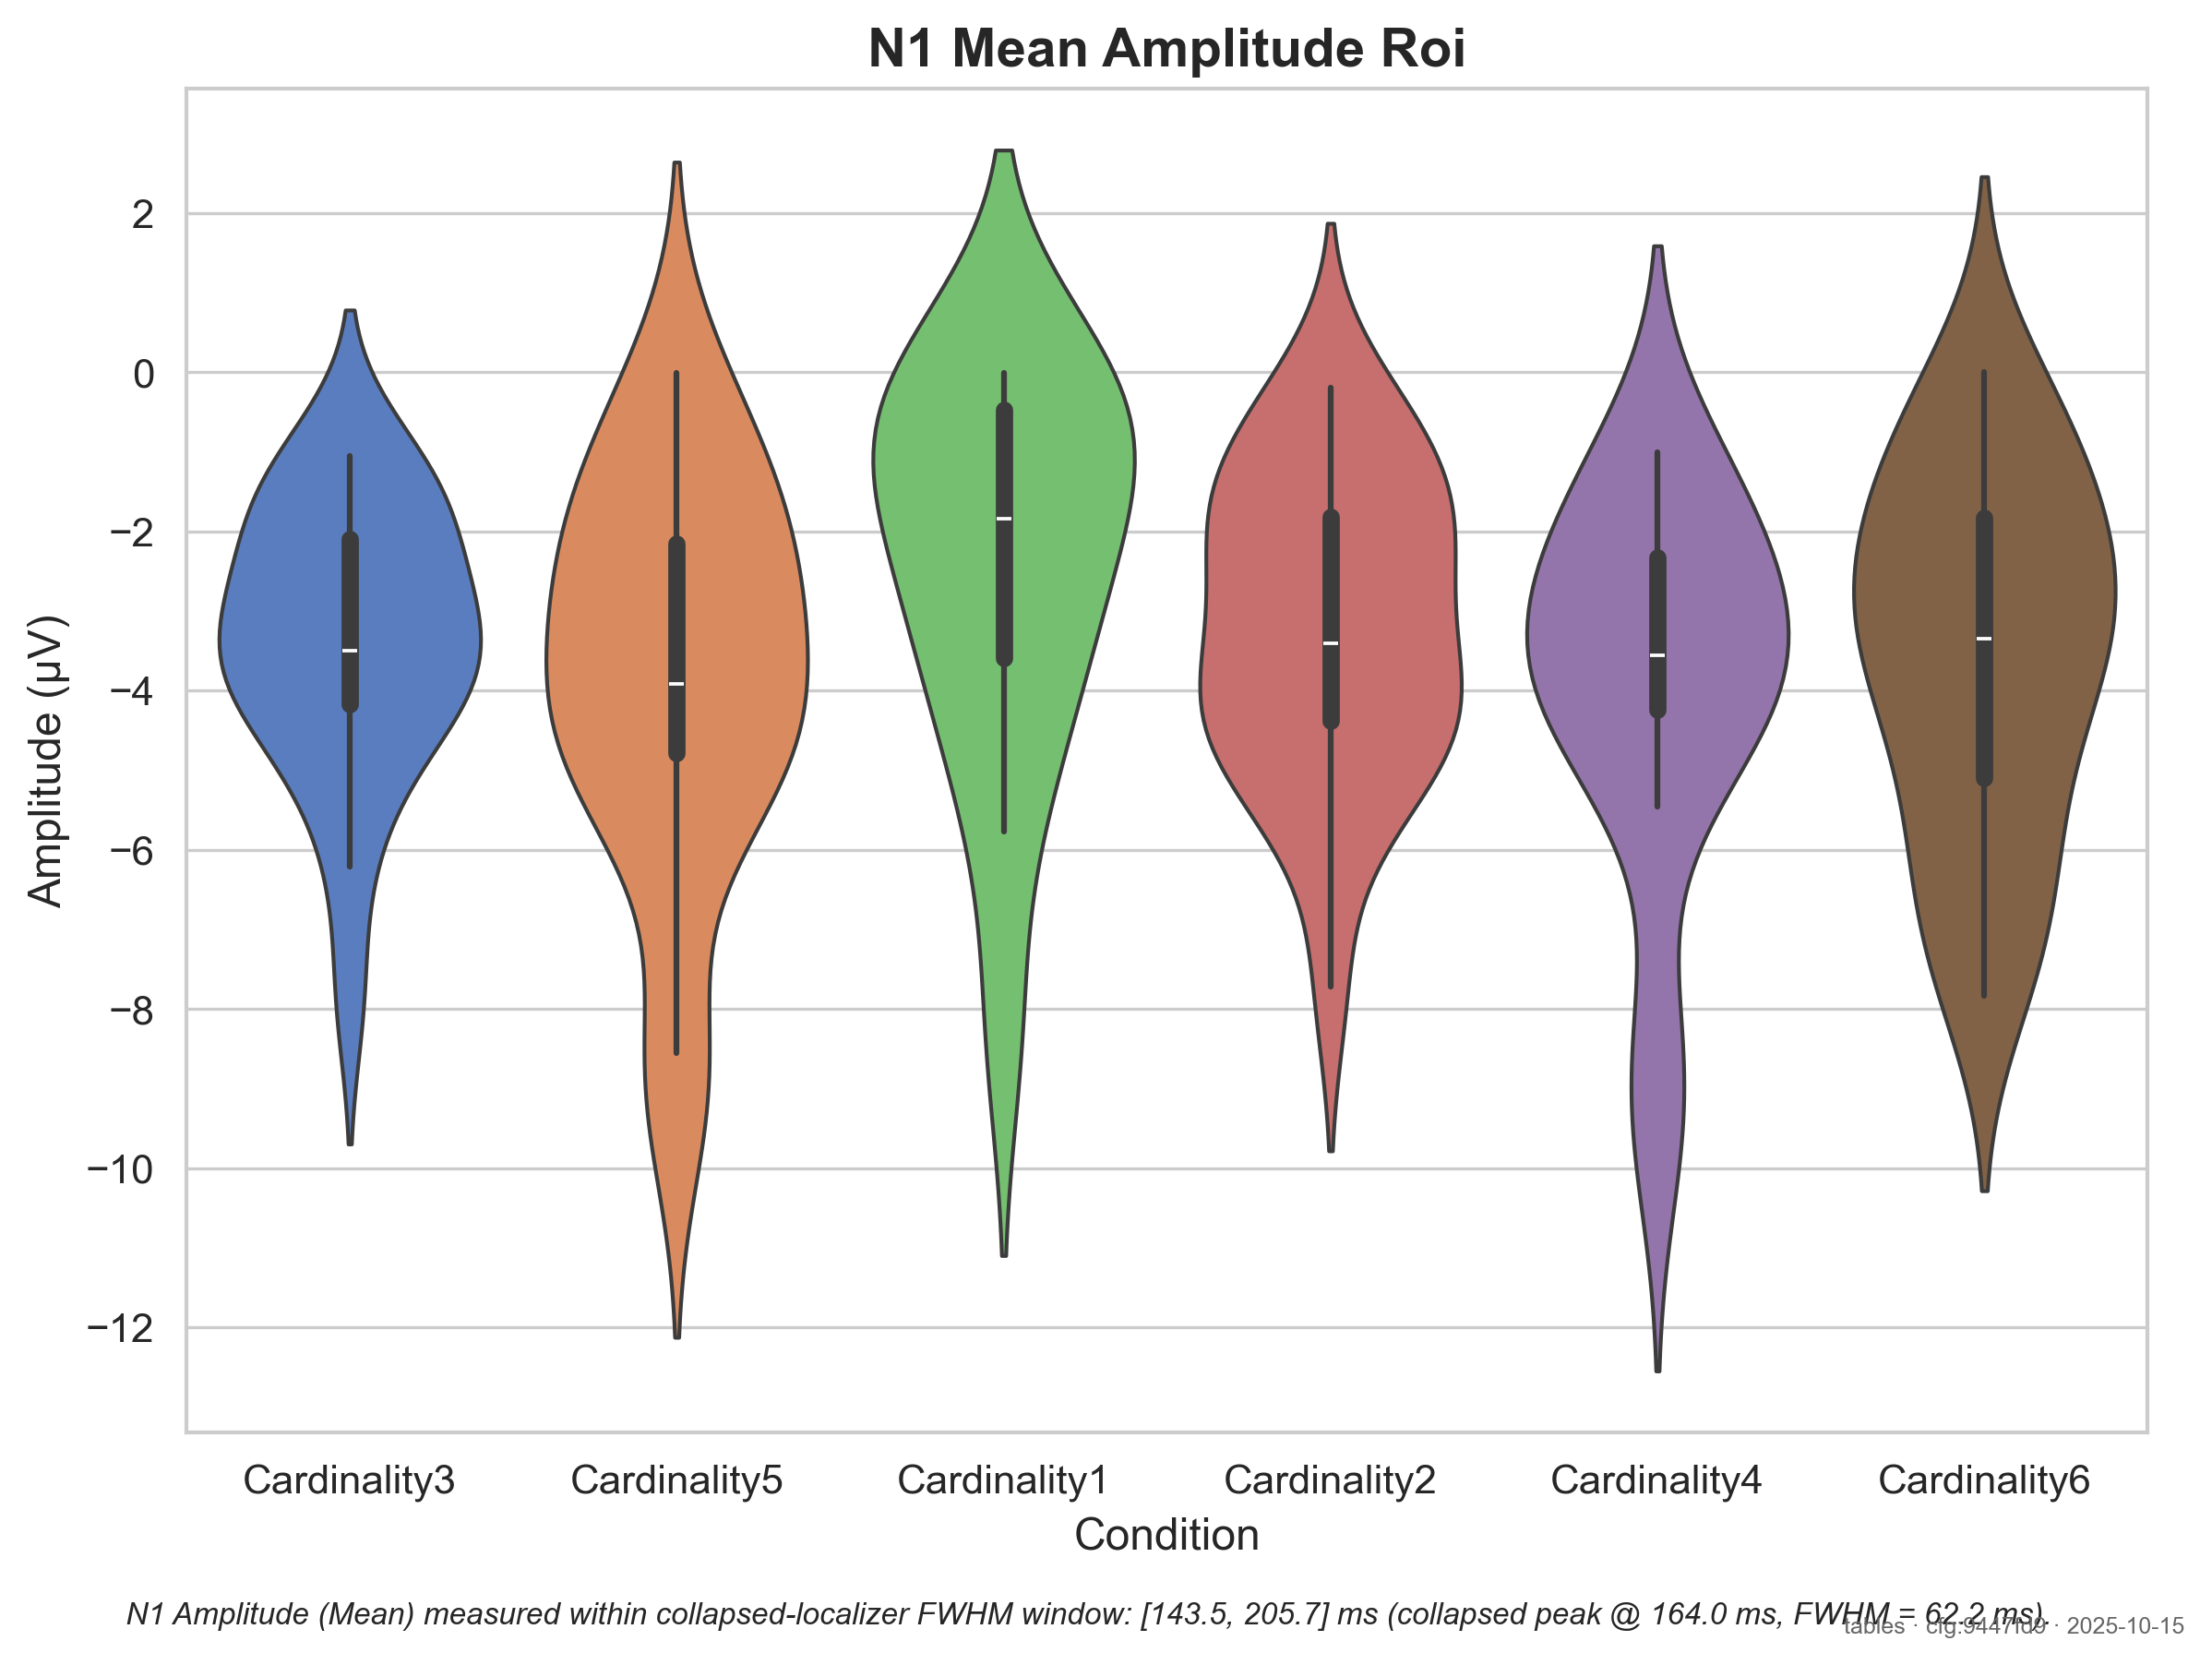 N1 Mean Amplitude Roi
Amplitude (µV)
2
0
−2
−4
−6
−8
−10
−12
Cardinality3 Cardinality5 Cardinality1 Cardinality2 Cardinality4 Cardinality6
Condition
N1 Amplitude (Mean) measured within collapsed-localizer FWHM window: [143.5, 205.7] ms (collapsed peak @ 164.0 ms, FWHM = 62.2 ms).
tables · cfg:9447fd9 · 2025-10-15